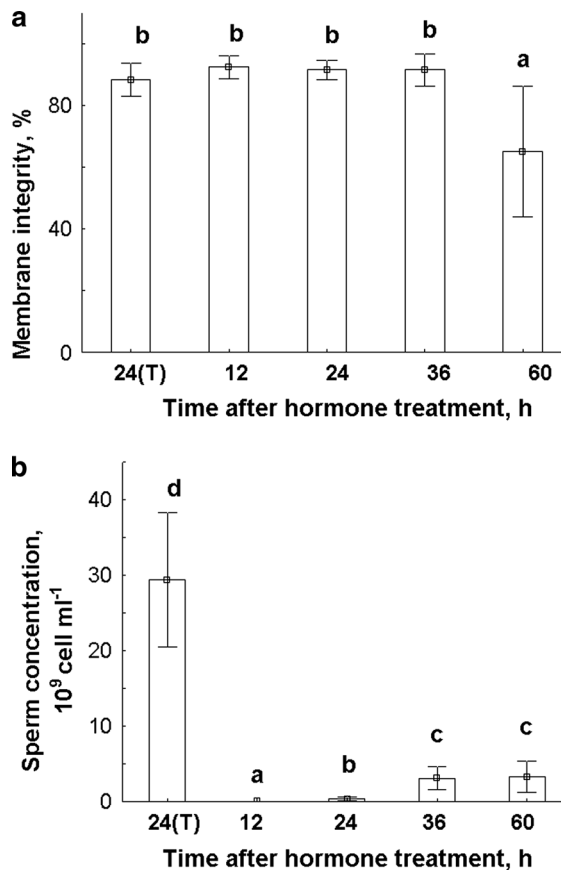 a
b b b b a
Membrane integrity, %
80
40
0
24(T) 12 24 36 60
Time after hormone treatment, h
b
d a b c c
Sperm concentration,
10⁹ cell ml⁻¹
40
30
20
10
0
24(T) 12 24 36 60
Time after hormone treatment, h